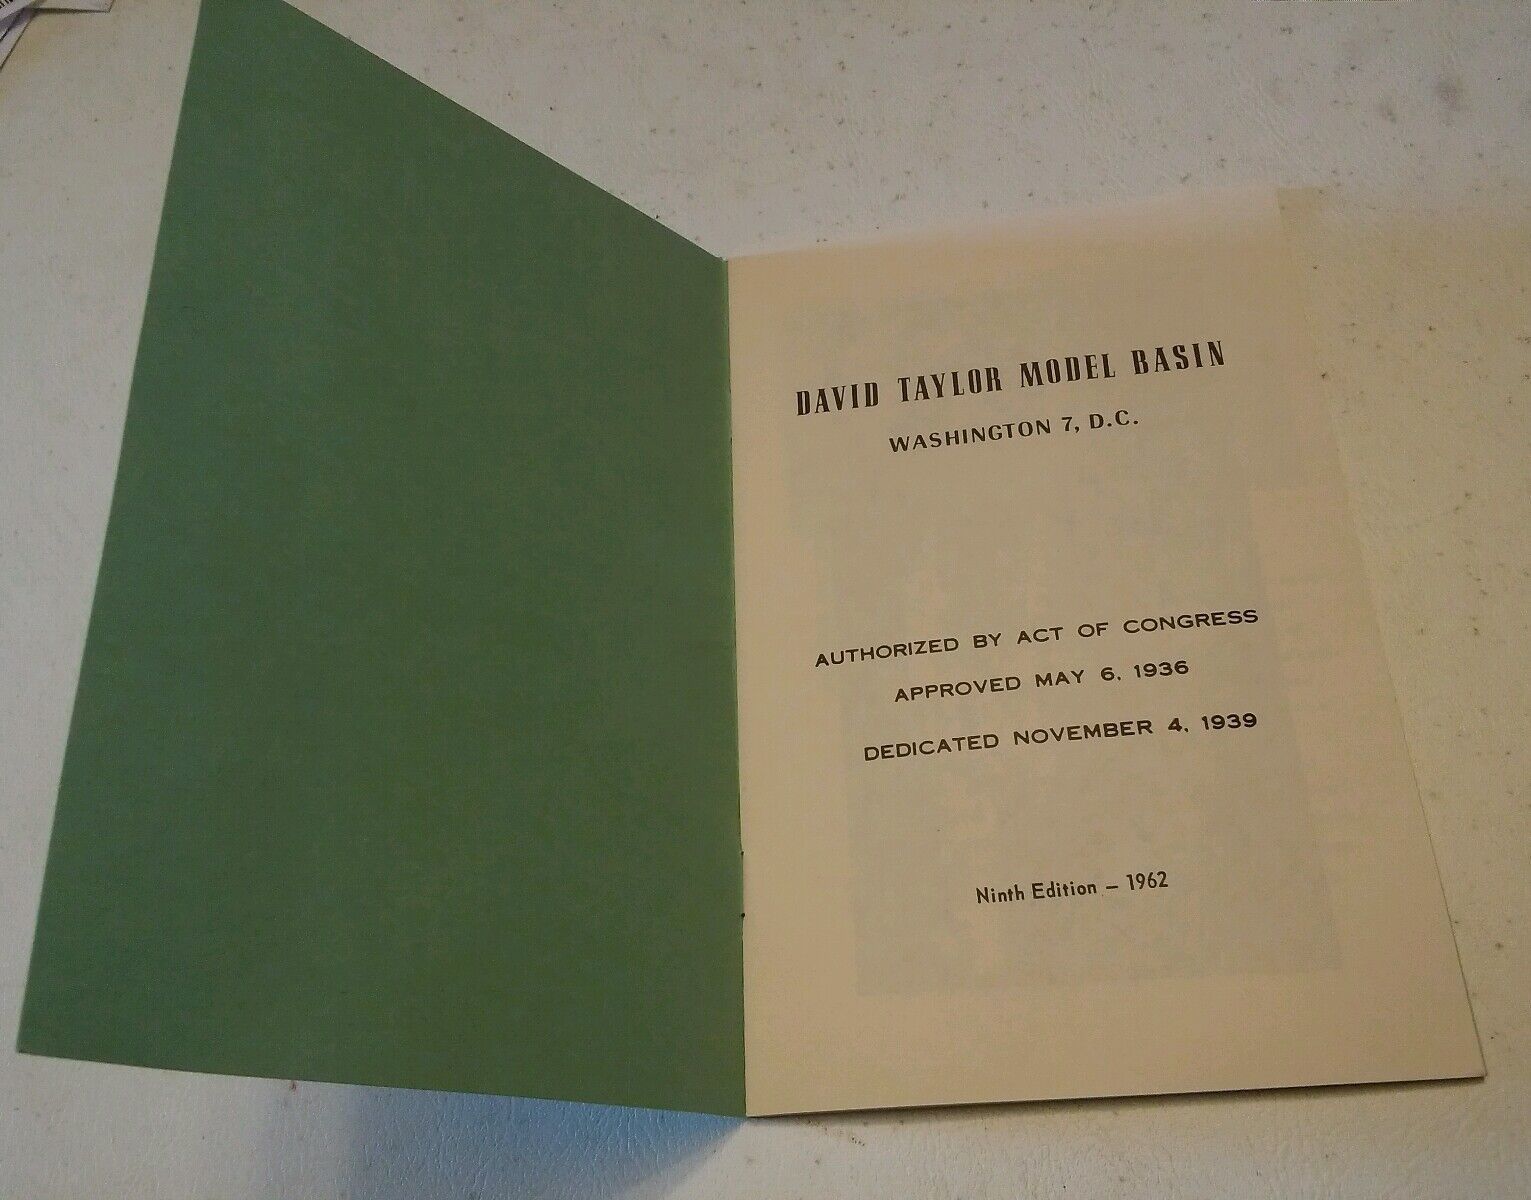 DAVID TAYLOR MODEL BASIN
WASHINGTON 7, D.C.
AUTHORIZED BY ACT OF CONGRESS
APPROVED MAY 6, 1936
DEDICATED NOVEMBER 4, 1939
Ninth Edition – 1962